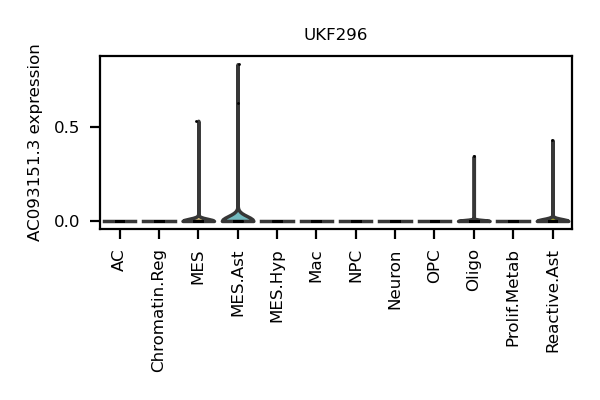 UKF296
AC093151.3 expression
0.5
0.0
AC
Chromatin.Reg
MES
MES.Ast
MES.Hyp
Mac
NPC
Neuron
OPC
Oligo
Prolif.Metab
Reactive.Ast